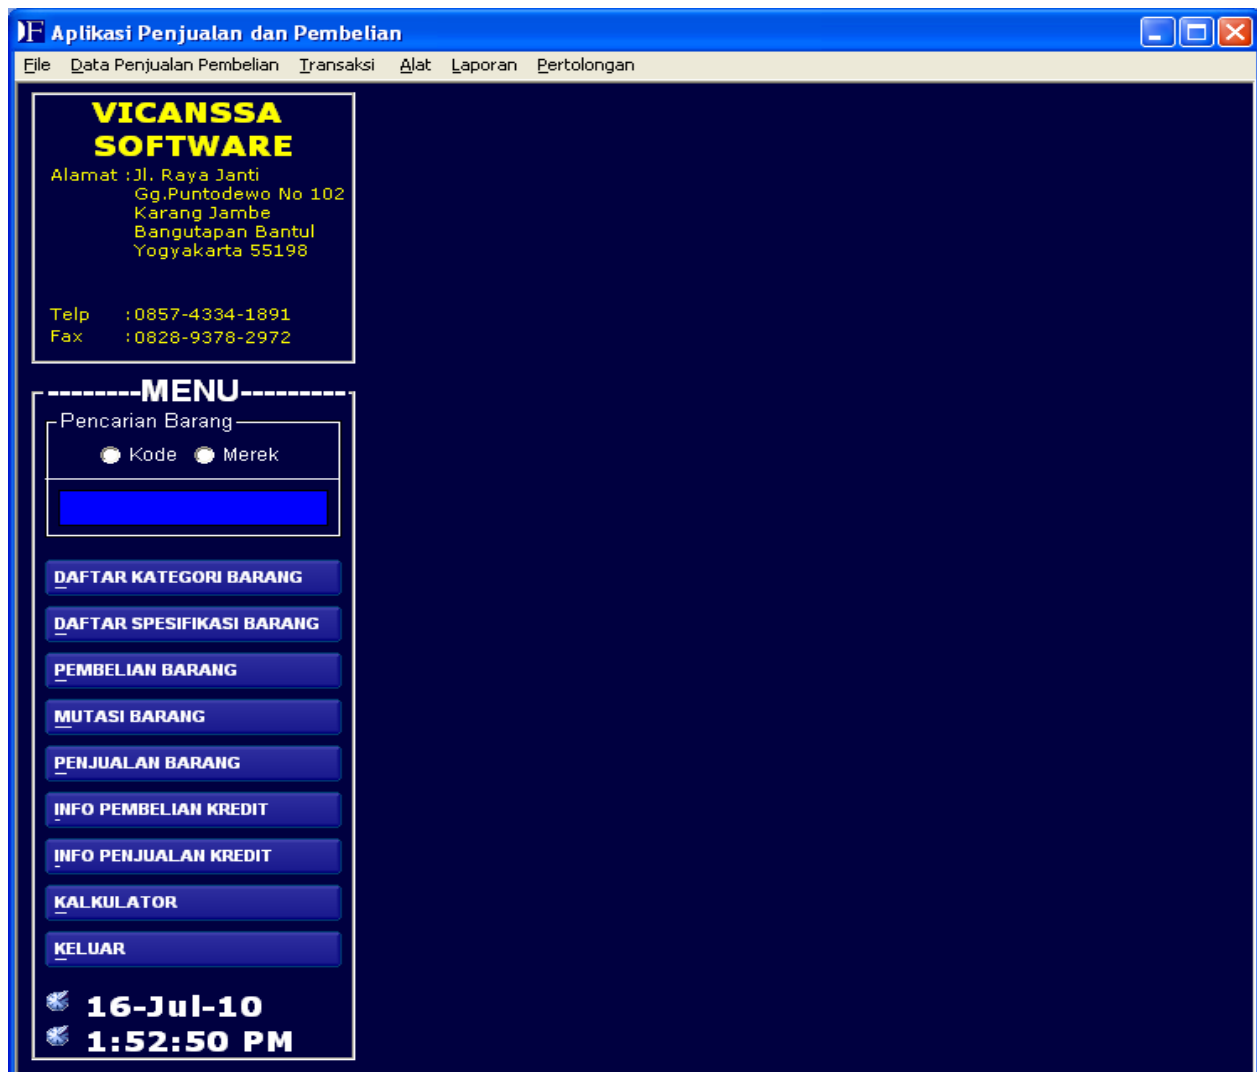 Aplikasi Penjualan dan Pembelian
File Data Penjualan Pembelian Transaksi Alat Laporan Pertolongan
VICANSSA
SOFTWARE
Alamat :Jl. Raya Janti
Gg.Puntodewo No 102
Karang Jambe
Bangutapan Bantul
Yogyakarta 55198
Telp :0857-4334-1891
Fax :0828-9378-2972
--------MENU---------
Pencarian Barang
Kode Merek
DAFTAR KATEGORI BARANG
DAFTAR SPESIFIKASI BARANG
PEMBELIAN BARANG
MUTASI BARANG
PENJUALAN BARANG
INFO PEMBELIAN KREDIT
INFO PENJUALAN KREDIT
KALKULATOR
KELUAR
16-Jul-10
1:52:50 PM